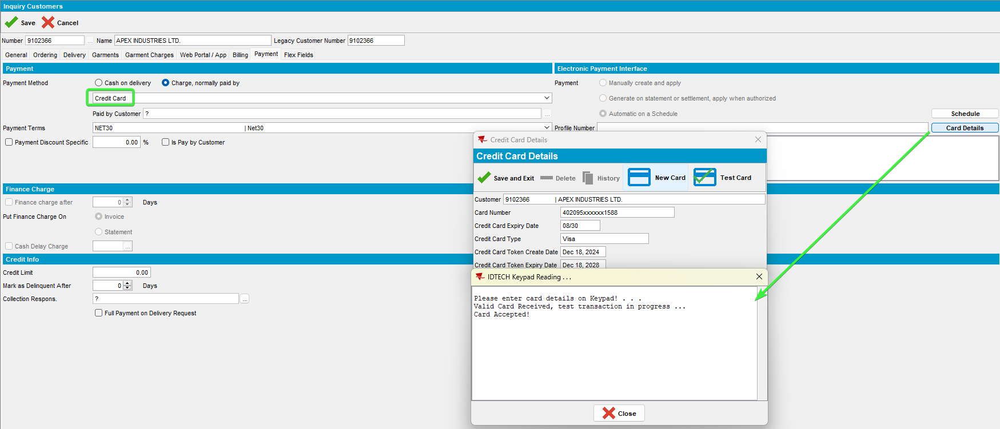 Inquiry Customers
Save Cancel
Number 9102366 ... Name APEX INDUSTRIES LTD. Legacy Customer Number 9102366
General Ordering Delivery Garments Garment Charges Web Portal / App Billing Payment Flex Fields
Payment Electronic Payment Interface
Payment Method Cash on delivery Charge, normally paid by Payment Manually create and apply
Credit Card Generate on statement or settlement, apply when authorized
Paid by Customer ? ... Automatic on a Schedule Schedule
Payment Terms NET30 | Net30 Profile Number Card Details
Payment Discount Specific 0.00 % Is Pay by Customer
Credit Card Details
Credit Card Details
Save and Exit Delete History New Card Test Card
Customer 9102366 | APEX INDUSTRIES LTD.
Card Number 402095xxxxxx1588
Credit Card Expiry Date 08/30
Credit Card Type Visa
Credit Card Token Create Date Dec 18, 2024
Credit Card Token Expiry Date Dec 18, 2028
IDTECH Keypad Reading . . .
Please enter card details on Keypad! . . .
Valid Card Received, test transaction in progress ...
Card Accepted!
Close
Finance Charge
Finance charge after 0 Days
Put Finance Charge On Invoice
Statement
Cash Delay Charge ...
Credit Info
Credit Limit 0.00
Mark as Delinquent After 0 Days
Collection Respons. ? ...
Full Payment on Delivery Request